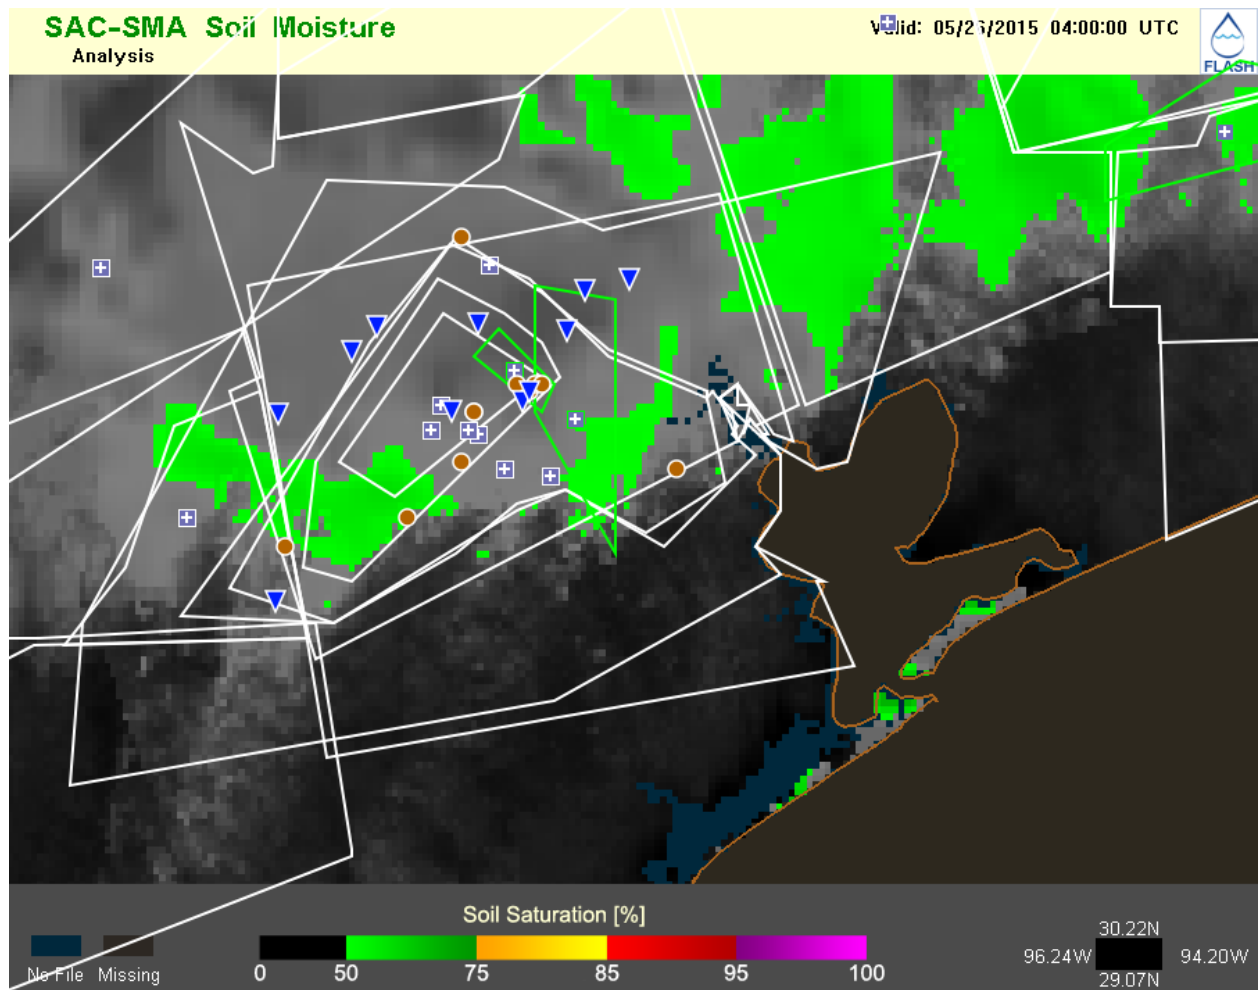 SAC-SMA Soil Moisture
Valid: 05/26/2015 04:00:00 UTC
Analysis
FLASH
Soil Saturation [%]
No File Missing
0 50 75 85 95 100
30.22N
96.24W 94.20W
29.07N